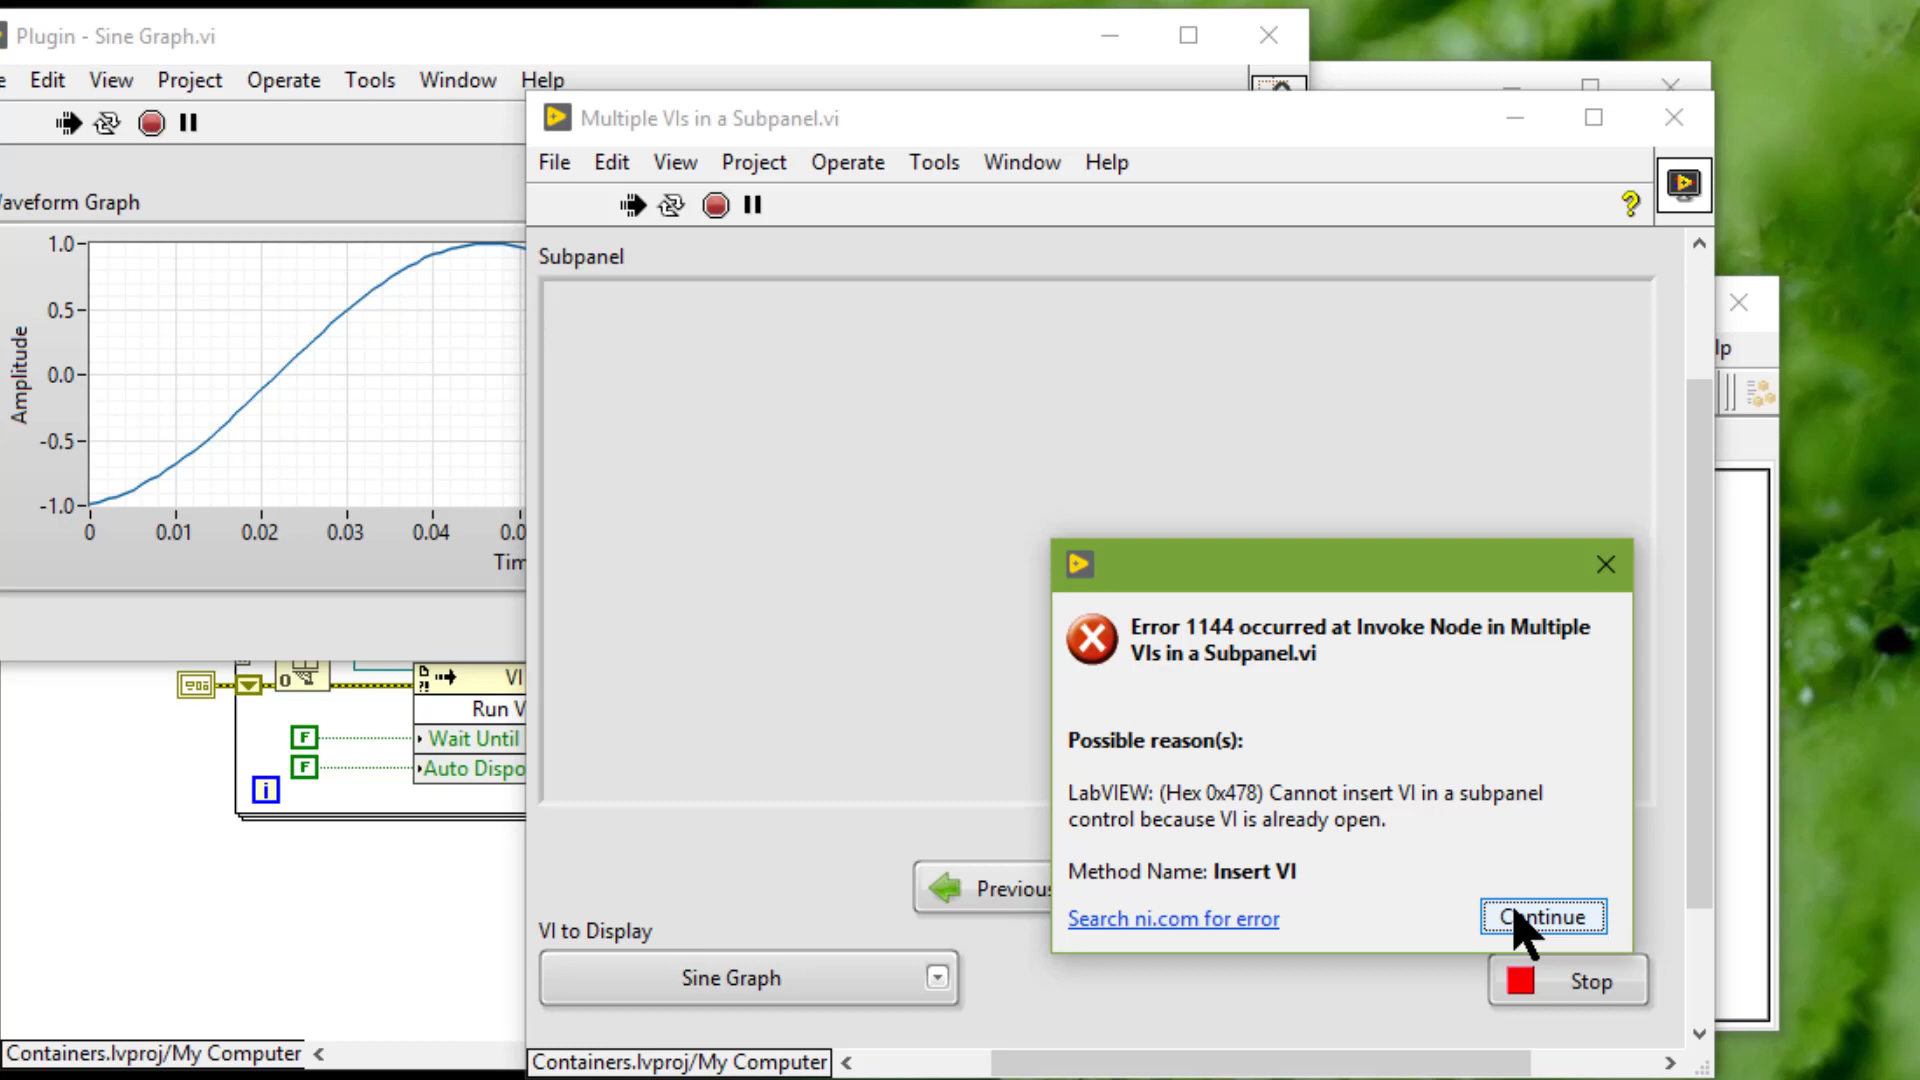 Plugin - Sine Graph.vi
Edit View Project Operate Tools Window Help
Waveform Graph
Amplitude
1.0
0.5
0.0
-0.5
-1.0
0 0.01 0.02 0.03 0.04
Multiple VIs in a Subpanel.vi
File Edit View Project Operate Tools Window Help
Subpanel
Error 1144 occurred at Invoke Node in Multiple
VIs in a Subpanel.vi
Possible reason(s):
LabVIEW: (Hex 0x478) Cannot insert VI in a subpanel
control because VI is already open.
Method Name: Insert VI
Search ni.com for error
Continue
Previous
VI to Display
Sine Graph
Stop
VI
Run V
Wait Until
Auto Dispo
F
F
i
Containers.lvproj/My Computer
Containers.lvproj/My Computer